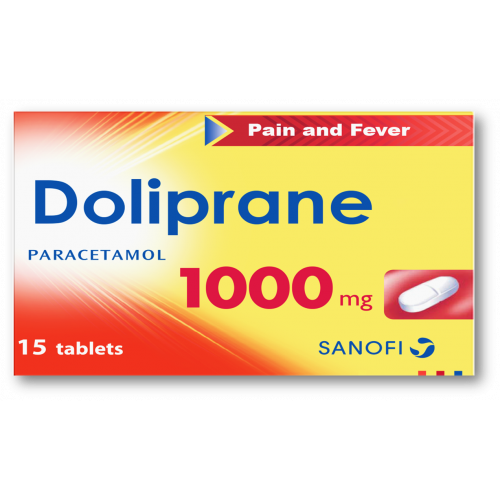 Pain and Fever
Doliprane
PARACETAMOL
1000 mg
15 tablets
SANOFI